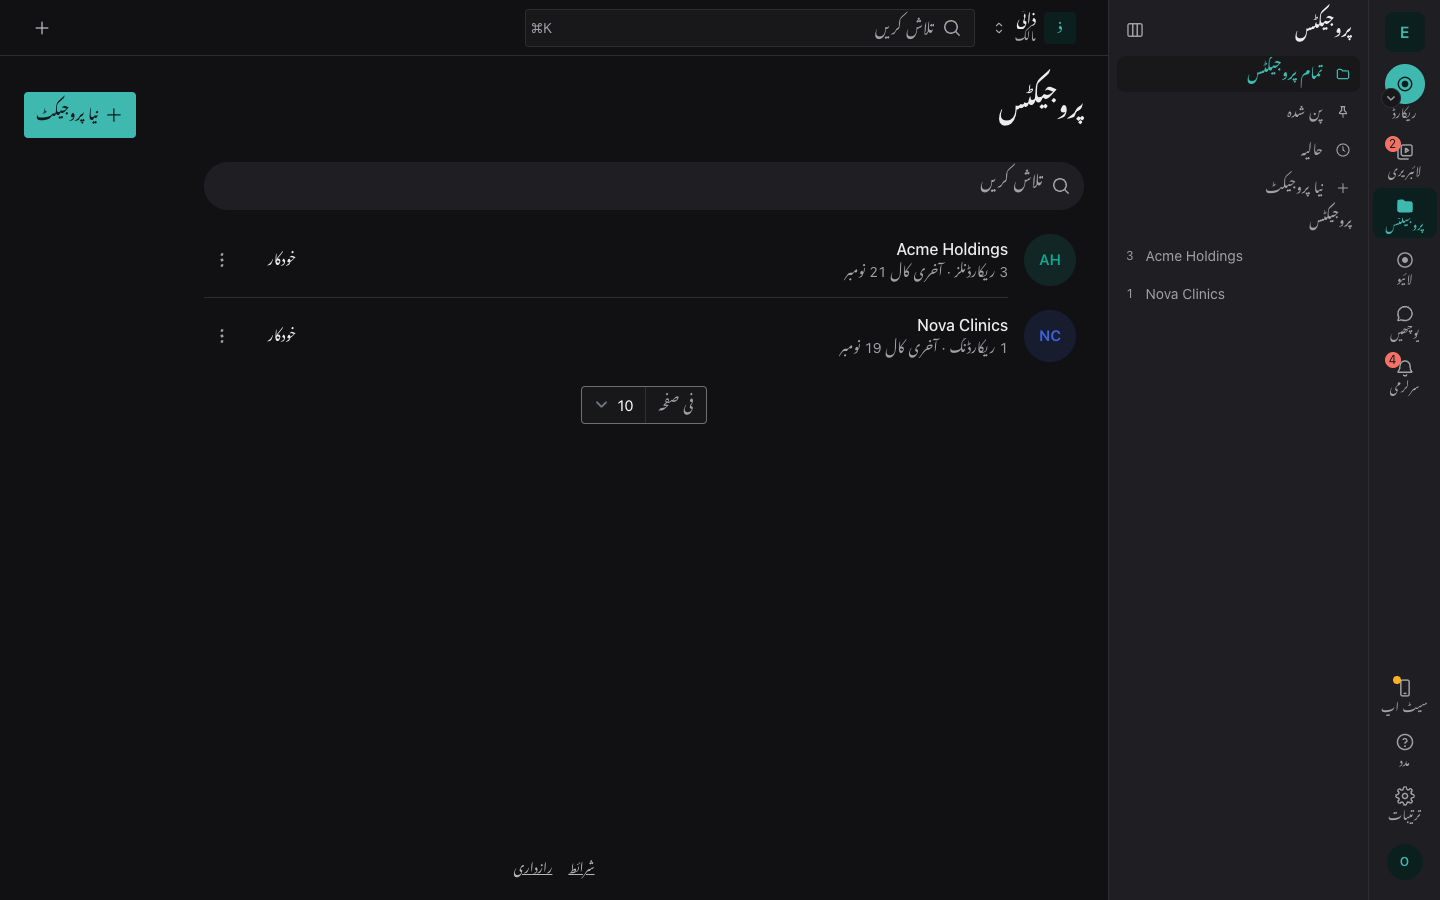 E
ریکارڈ
2
لائبریری
پروجیکٹس
لائیو
پوچھیں
4
سرگرمی
سیٹ اپ
مدد
ترتیبات
O
پروجیکٹس
تمام پروجیکٹس
پن شدہ
حالیہ
نیا پروجیکٹ
پروجیکٹس
Acme Holdings 3
Nova Clinics 1
ذ
ذاتی
مالک
تلاش کریں ⌘K
پروجیکٹس
نیا پروجیکٹ
تلاش کریں
AH
Acme Holdings
3 ریکارڈنگز · آخری کال 21 نومبر
خودکار
NC
Nova Clinics
1 ریکارڈنگ · آخری کال 19 نومبر
خودکار
فی صفحہ 10
شرائط رازداری